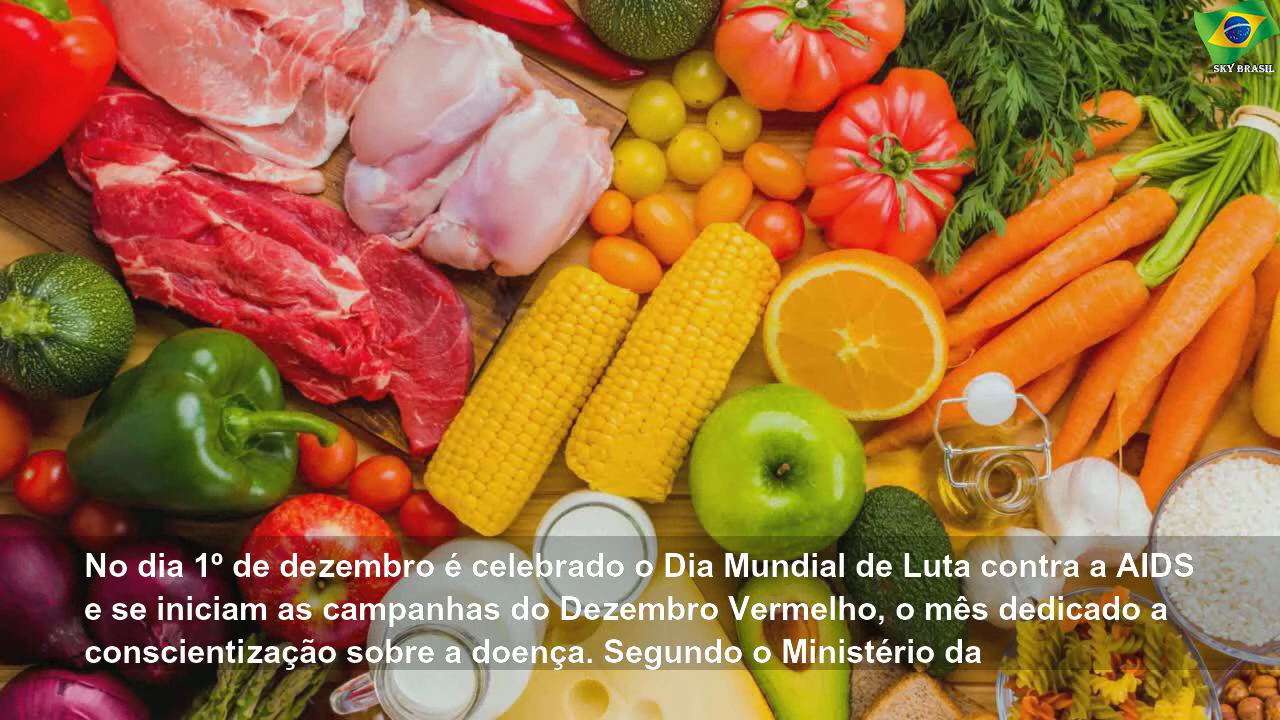 SKY BRASIL
No dia 1º de dezembro é celebrado o Dia Mundial de Luta contra a AIDS
e se iniciam as campanhas do Dezembro Vermelho, o mês dedicado a
conscientização sobre a doença. Segundo o Ministério da